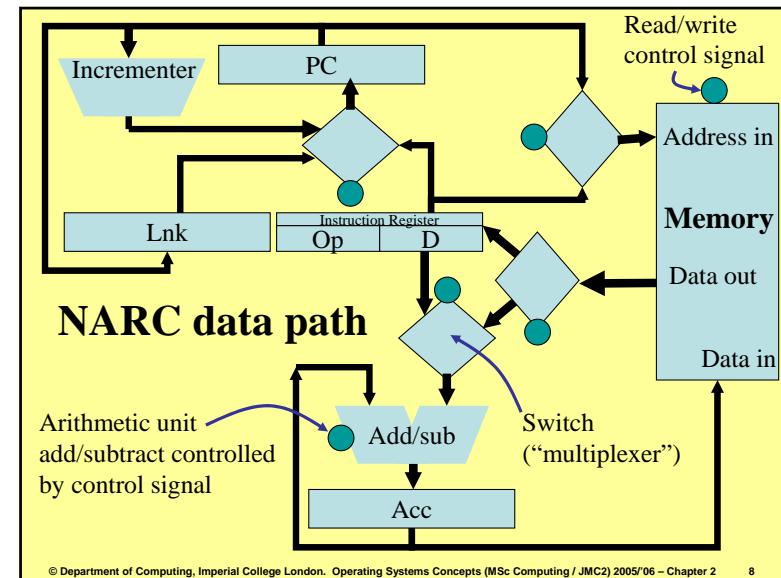 Read/write
control signal
Incrementer
PC
Address in
Memory
Instruction Register
Lnk
Op
D
Data out
NARC data path
Data in
Arithmetic unit
add/subtract controlled
by control signal
Add/sub
Switch
("multiplexer")
Acc
© Department of Computing, Imperial College London. Operating Systems Concepts (MSc Computing / JMC2) 2005/'06 – Chapter 2 8